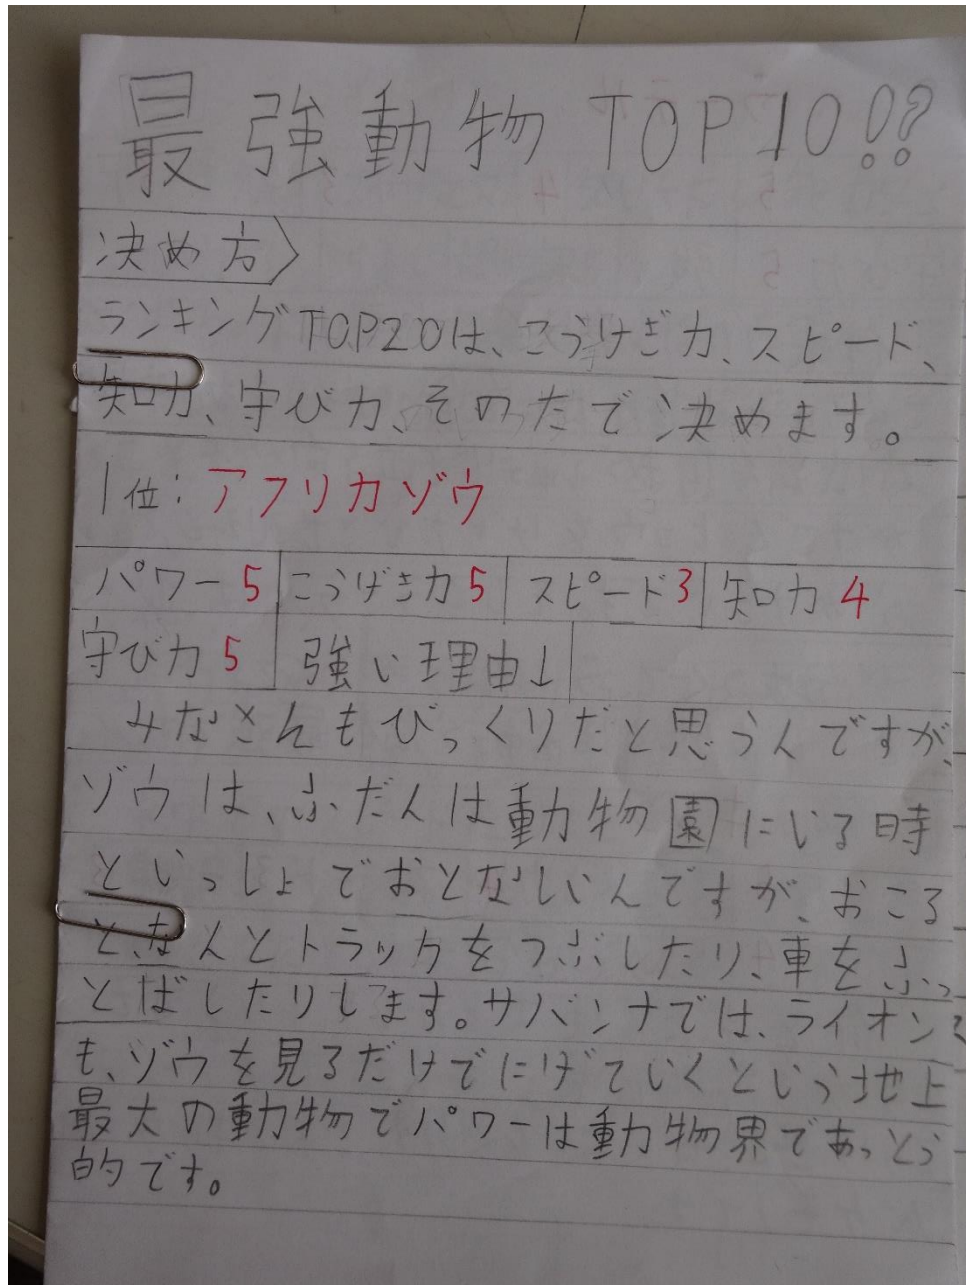 最強動物TOP10!?
決め方〉
ランキングTOP20は、こうげき力、スピード、
知力、守び力、そのたで決めます。
1位:アフリカゾウ
パワー5 こうげき力5 スピード3 知力4
守び力5 強い理由↓
みなさんもびっくりだと思うんですが、
ゾウは、ふだんは動物園にいる時
といっしょでおとなしいんですが、おころ
と、なんとトラックをつぶしたり、車をふっ
とばしたりします。サバンナでは、ライオンで
も、ゾウを見るだけでにげていくという地上
最大の動物でパワーは動物界であっとう
的です。